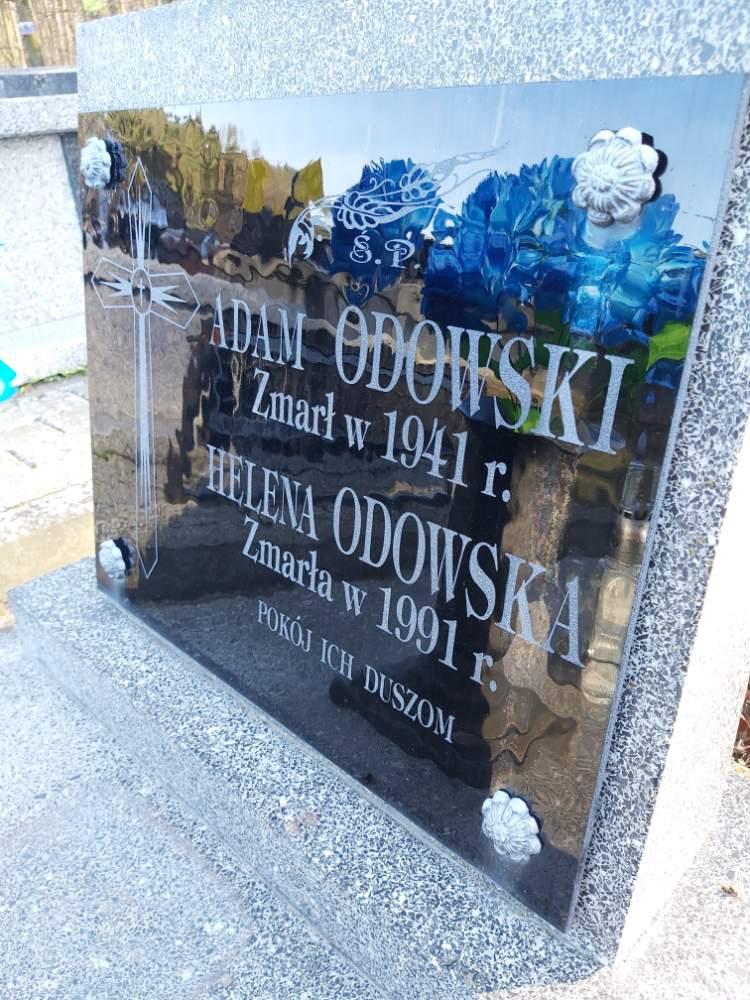 Ś.P.
ADAM ODOWSKI
Zmarł w 1941 r.
HELENA ODOWSKA
Zmarła w 1991 r.
POKÓJ ICH DUSZOM